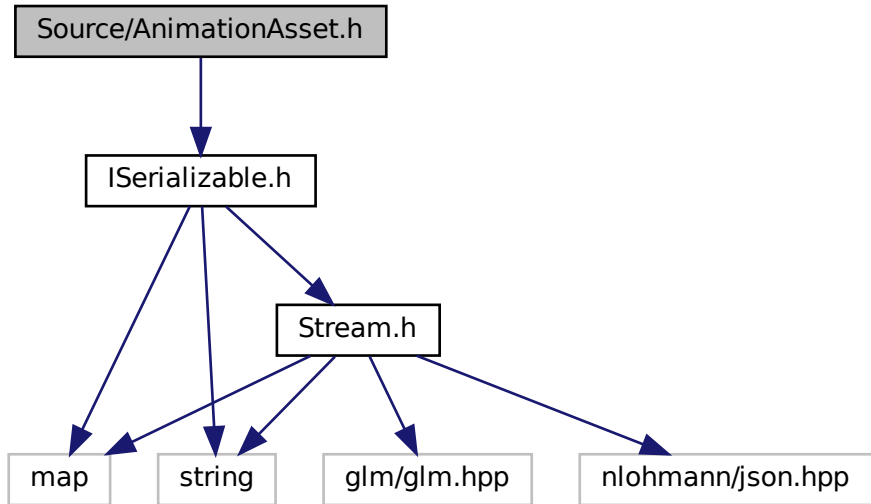 Source/AnimationAsset.h
ISerializable.h
Stream.h
map
string
glm/glm.hpp
nlohmann/json.hpp